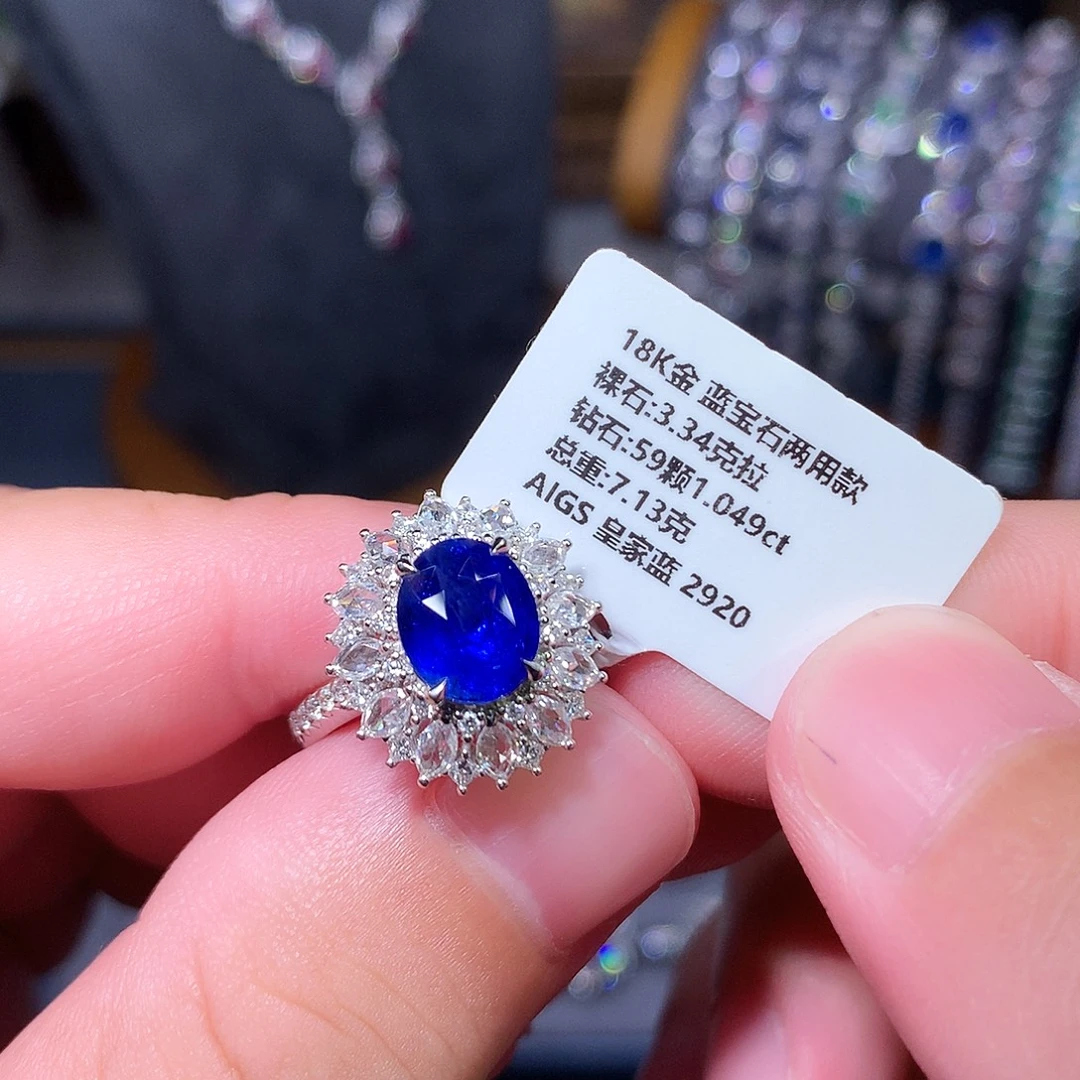 18K金 蓝宝石两用款
裸石:3.34克拉
钻石:59颗1.049ct
总重:7.13克
AIGS 皇家蓝 2920